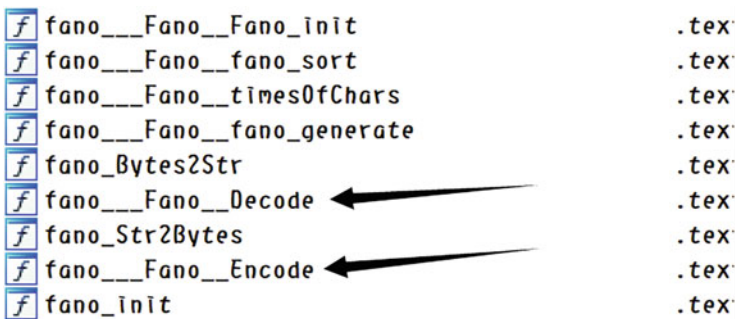 f fano___Fano__Fano_init .tex
f fano___Fano__fano_sort .tex
f fano___Fano__timesOfChars .tex
f fano___Fano__fano_generate .tex
f fano_Bytes2Str .tex
f fano___Fano__Decode .tex
f fano_Str2Bytes .tex
f fano___Fano__Encode .tex
f fano_init .tex